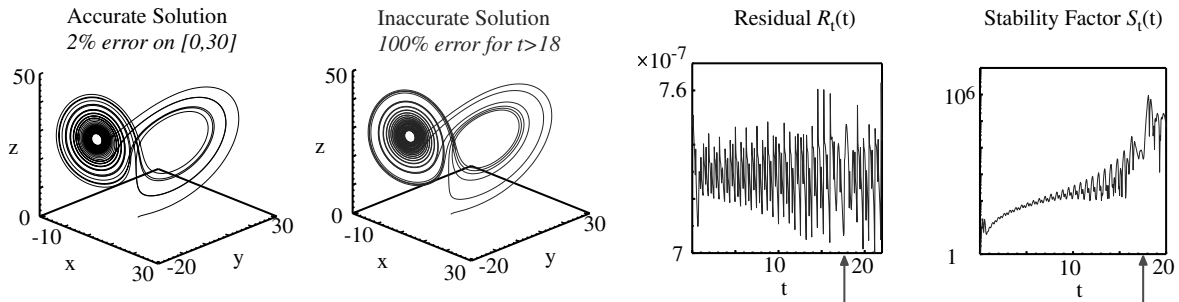 Accurate Solution
2% error on [0,30]
50
z
0
-10
x
30
-20
y
30
Inaccurate Solution
100% error for t>18
50
z
0
-10
x
30
-20
y
30
Residual R_t(t)
×10^-7
7.6
7
10
20
t
Stability Factor S_t(t)
10^6
1
10
20
t